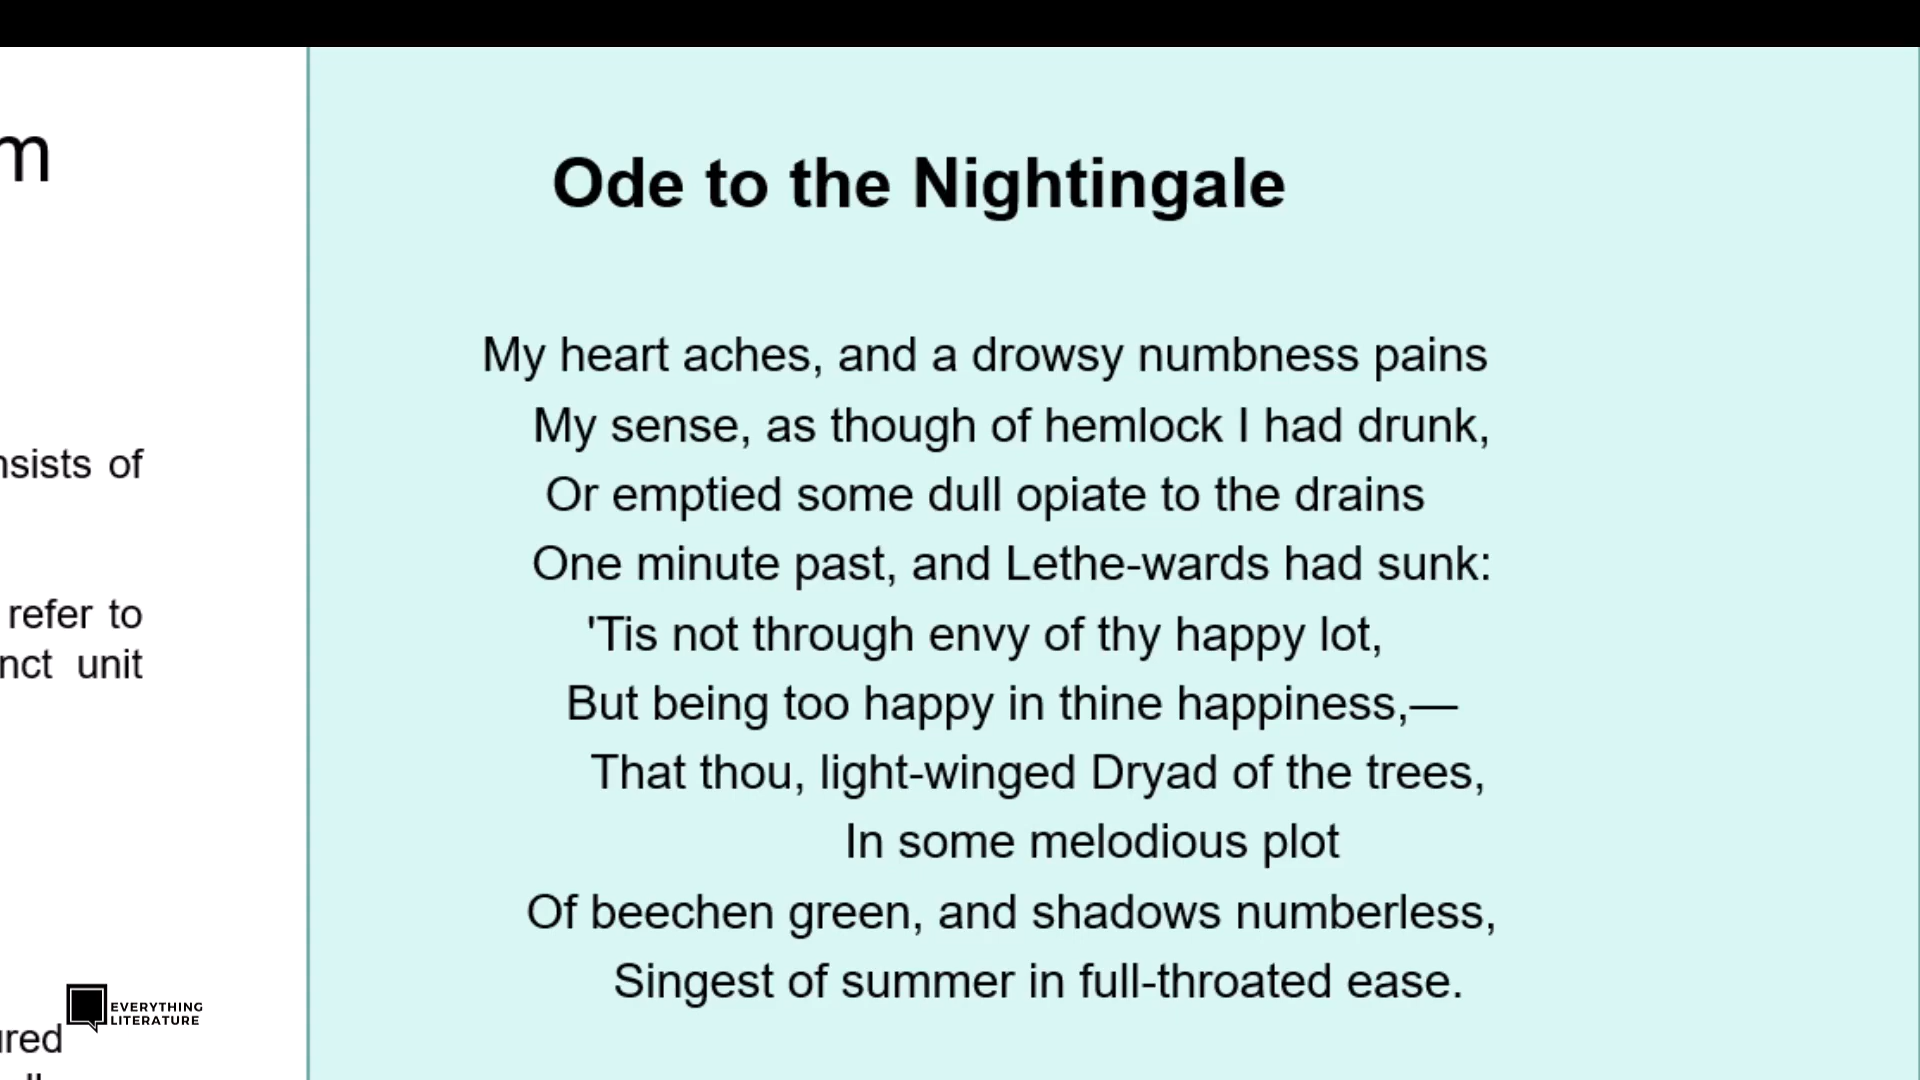 m
nsists of
refer to
nct unit
ured
Ode to the Nightingale
My heart aches, and a drowsy numbness pains
My sense, as though of hemlock I had drunk,
Or emptied some dull opiate to the drains
One minute past, and Lethe-wards had sunk:
'Tis not through envy of thy happy lot,
But being too happy in thine happiness,—
That thou, light-winged Dryad of the trees,
In some melodious plot
Of beechen green, and shadows numberless,
Singest of summer in full-throated ease.
EVERYTHING
LITERATURE